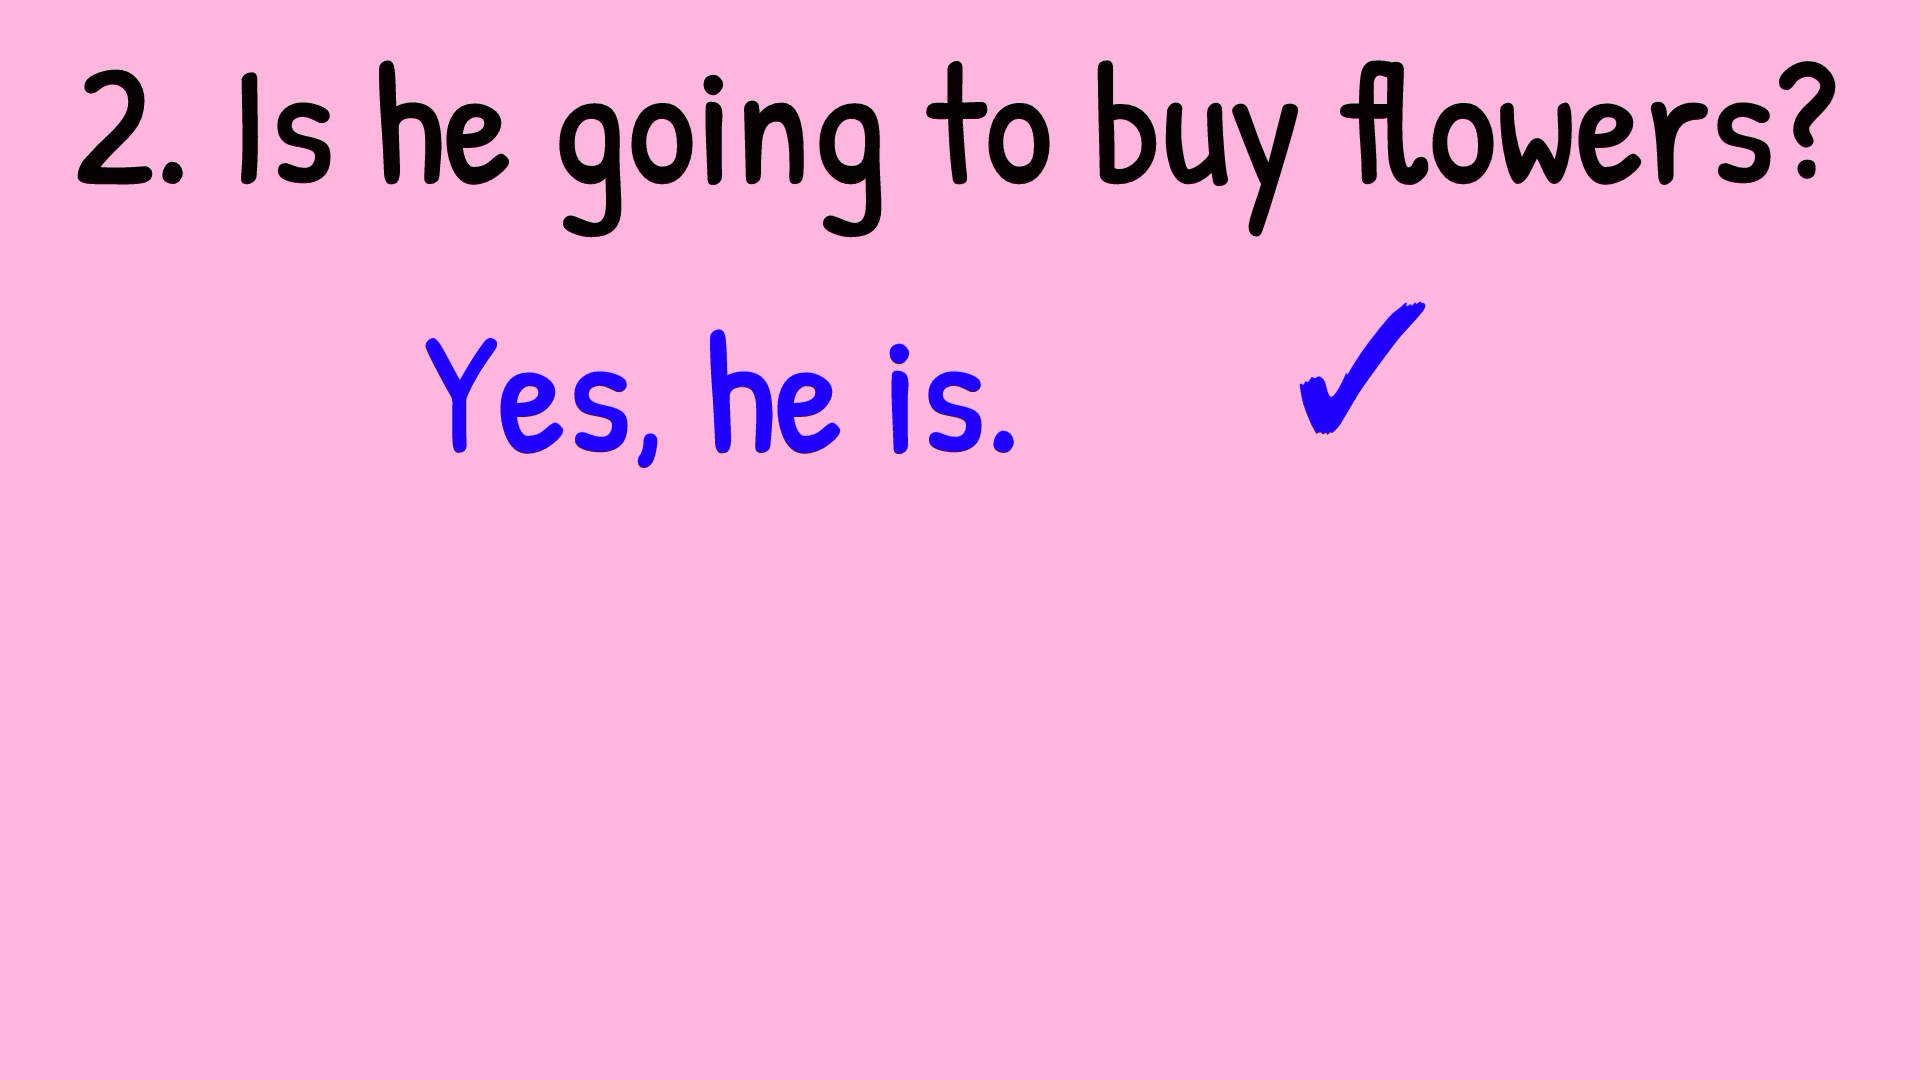 2. Is he going to buy flowers?
Yes, he is. ✓